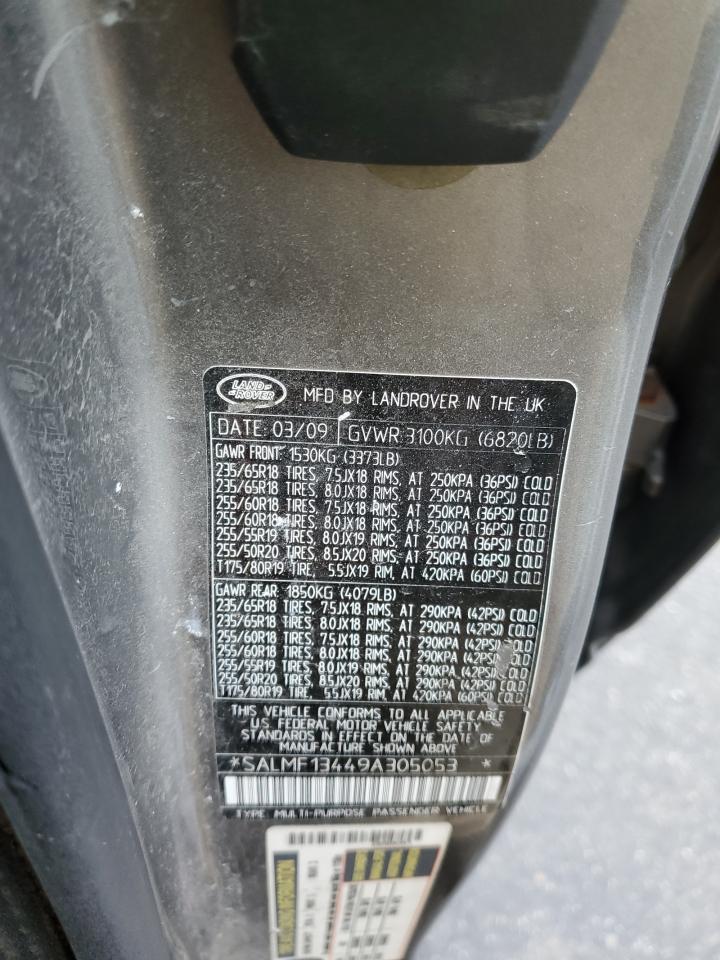 LAND ROVER
MFD BY LANDROVER IN THE UK
DATE: 03/09 GVWR 3100KG (6820LB)
GAWR FRONT: 1530KG (3373LB)
235/65R18 TIRES, 7.5JX18 RIMS, AT 250KPA (36PSI) COLD
235/65R18 TIRES, 8.0JX18 RIMS, AT 250KPA (36PSI) COLD
255/60R18 TIRES, 7.5JX18 RIMS, AT 250KPA (36PSI) COLD
255/60R18 TIRES, 8.0JX18 RIMS, AT 250KPA (36PSI) COLD
255/55R19 TIRES, 8.0JX19 RIMS, AT 250KPA (36PSI) COLD
255/50R20 TIRES, 8.5JX20 RIMS, AT 250KPA (36PSI) COLD
T175/80R19 TIRE, 5.5JX19 RIM, AT 420KPA (60PSI) COLD
GAWR REAR: 1850KG (4079LB)
235/65R18 TIRES, 7.5JX18 RIMS, AT 290KPA (42PSI) COLD
235/65R18 TIRES, 8.0JX18 RIMS, AT 290KPA (42PSI) COLD
255/60R18 TIRES, 7.5JX18 RIMS, AT 290KPA (42PSI) COLD
255/60R18 TIRES, 8.0JX18 RIMS, AT 290KPA (42PSI) COLD
255/55R19 TIRES, 8.0JX19 RIMS, AT 290KPA (42PSI) COLD
255/50R20 TIRES, 8.5JX20 RIMS, AT 290KPA (42PSI) COLD
T175/80R19 TIRE, 5.5JX19 RIM, AT 420KPA (60PSI) COLD
THIS VEHICLE CONFORMS TO ALL APPLICABLE
U.S. FEDERAL MOTOR VEHICLE SAFETY
STANDARDS IN EFFECT ON THE DATE OF
MANUFACTURE SHOWN ABOVE
*SALMF13449A305053 *
TYPE: MULTI-PURPOSE PASSENGER VEHICLE